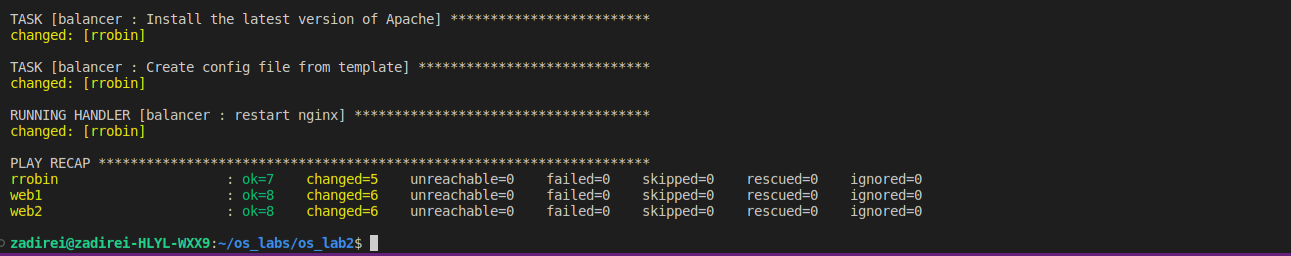 TASK [balancer : Install the latest version of Apache] *************************
changed: [rrobin]
TASK [balancer : Create config file from template] *****************************
changed: [rrobin]
RUNNING HANDLER [balancer : restart nginx] *************************************
changed: [rrobin]
PLAY RECAP *********************************************************************
rrobin                     : ok=7    changed=5    unreachable=0    failed=0    skipped=0    rescued=0    ignored=0
web1                       : ok=8    changed=6    unreachable=0    failed=0    skipped=0    rescued=0    ignored=0
web2                       : ok=8    changed=6    unreachable=0    failed=0    skipped=0    rescued=0    ignored=0
zadirei@zadirei-HLYL-WXX9:~/os_labs/os_lab2$